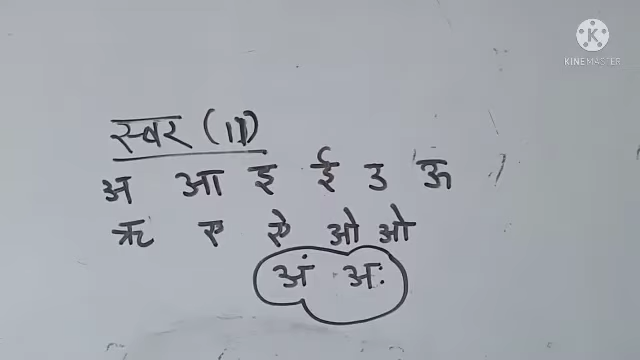 स्वर (11)
अ आ इ ई उ ऊ
ऋ ए ऐ ओ ओ
अं अः
KINEMASTER